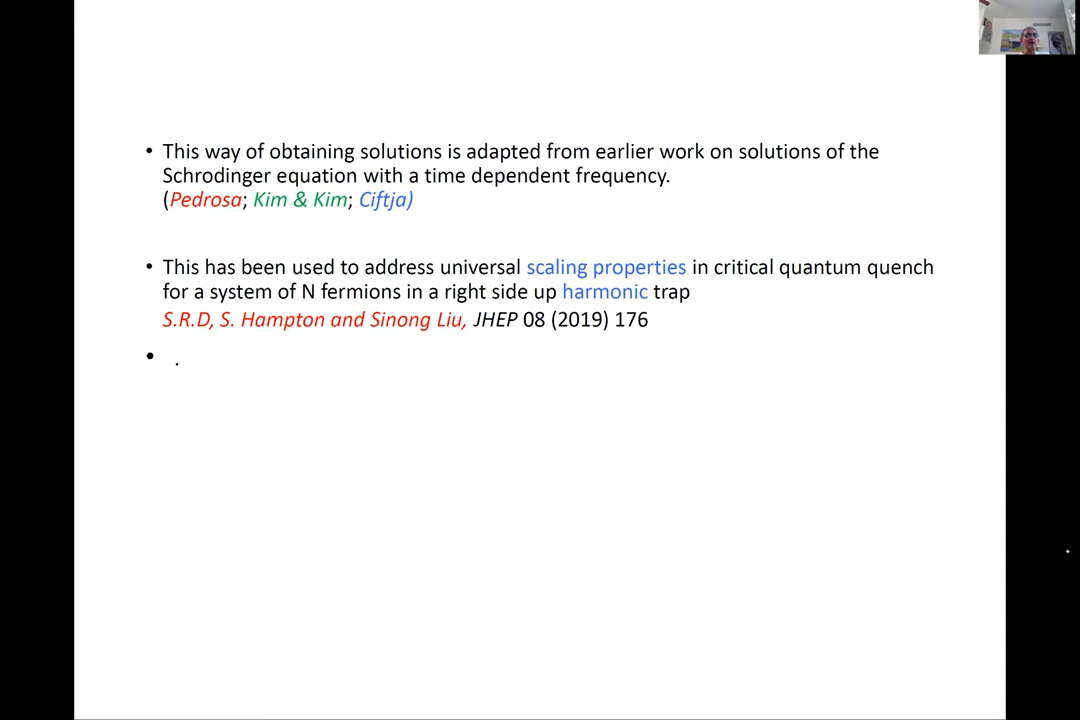 • This way of obtaining solutions is adapted from earlier work on solutions of the
Schrodinger equation with a time dependent frequency.
(Pedrosa; Kim & Kim; Ciftja)
• This has been used to address universal scaling properties in critical quantum quench
for a system of N fermions in a right side up harmonic trap
S.R.D, S. Hampton and Sinong Liu, JHEP 08 (2019) 176
• .